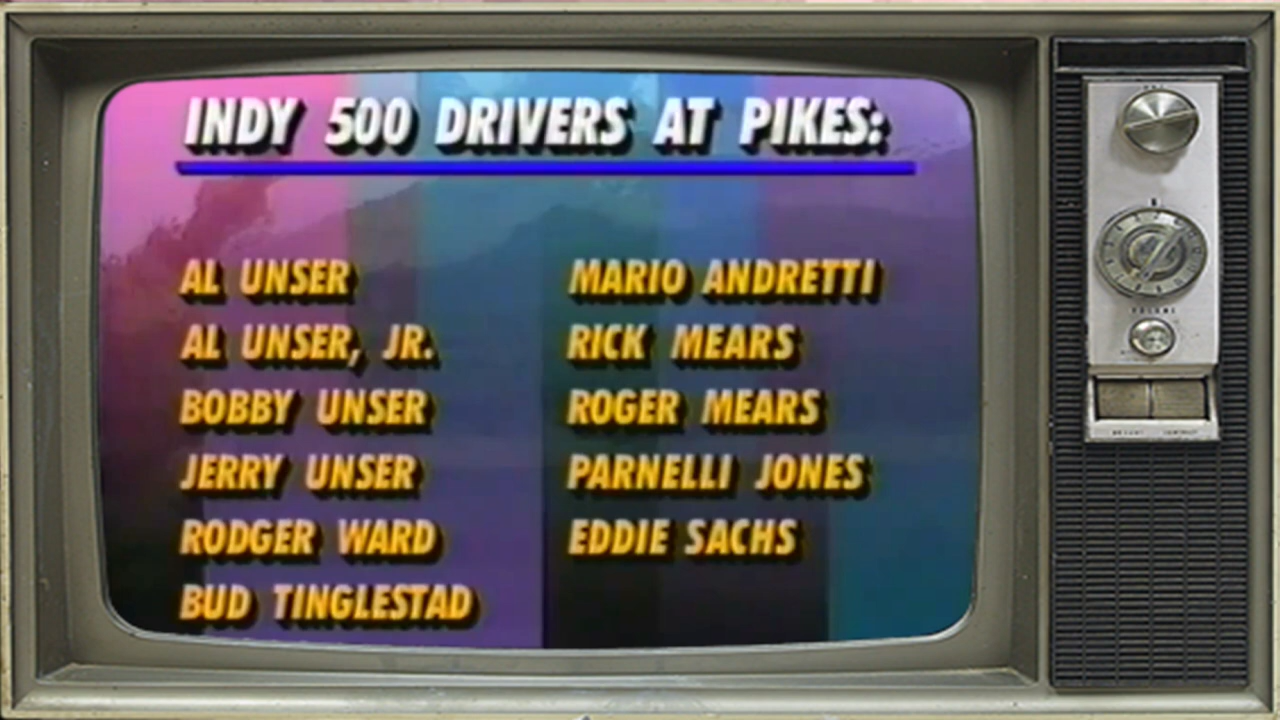 INDY 500 DRIVERS AT PIKES:
AL UNSER
AL UNSER, JR.
BOBBY UNSER
JERRY UNSER
RODGER WARD
BUD TINGLESTAD
MARIO ANDRETTI
RICK MEARS
ROGER MEARS
PARNELLI JONES
EDDIE SACHS